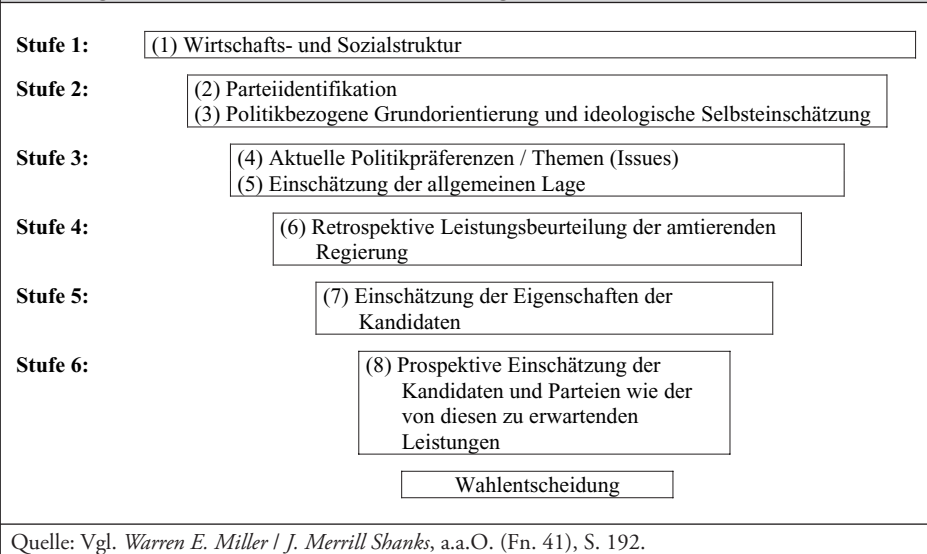 Stufe 1: (1) Wirtschafts- und Sozialstruktur
Stufe 2: (2) Parteiidentifikation
(3) Politikbezogene Grundorientierung und ideologische Selbsteinschätzung
Stufe 3: (4) Aktuelle Politikpräferenzen / Themen (Issues)
(5) Einschätzung der allgemeinen Lage
Stufe 4: (6) Retrospektive Leistungsbeurteilung der amtierenden
Regierung
Stufe 5: (7) Einschätzung der Eigenschaften der
Kandidaten
Stufe 6: (8) Prospektive Einschätzung der
Kandidaten und Parteien wie der
von diesen zu erwartenden
Leistungen
Wahlentscheidung
Quelle: Vgl. Warren E. Miller / J. Merrill Shanks, a.a.O. (Fn. 41), S. 192.